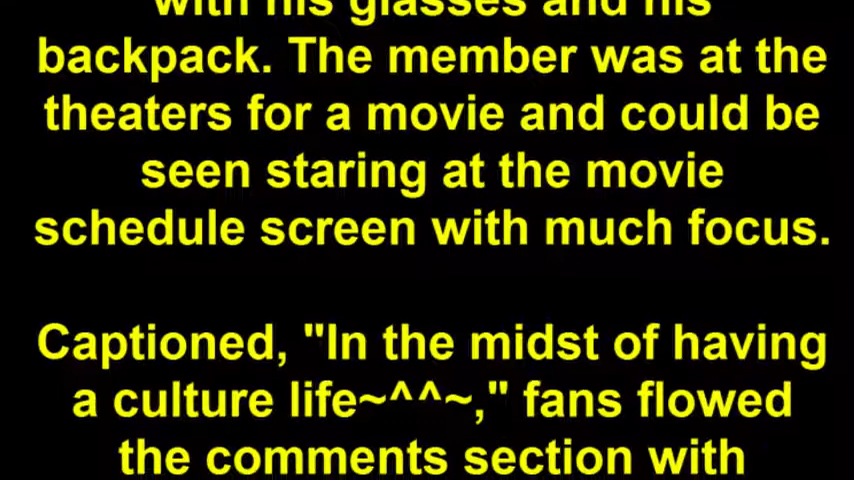 with his glasses and his
backpack. The member was at the
theaters for a movie and could be
seen staring at the movie
schedule screen with much focus.
Captioned, "In the midst of having
a culture life~^^~," fans flowed
the comments section with